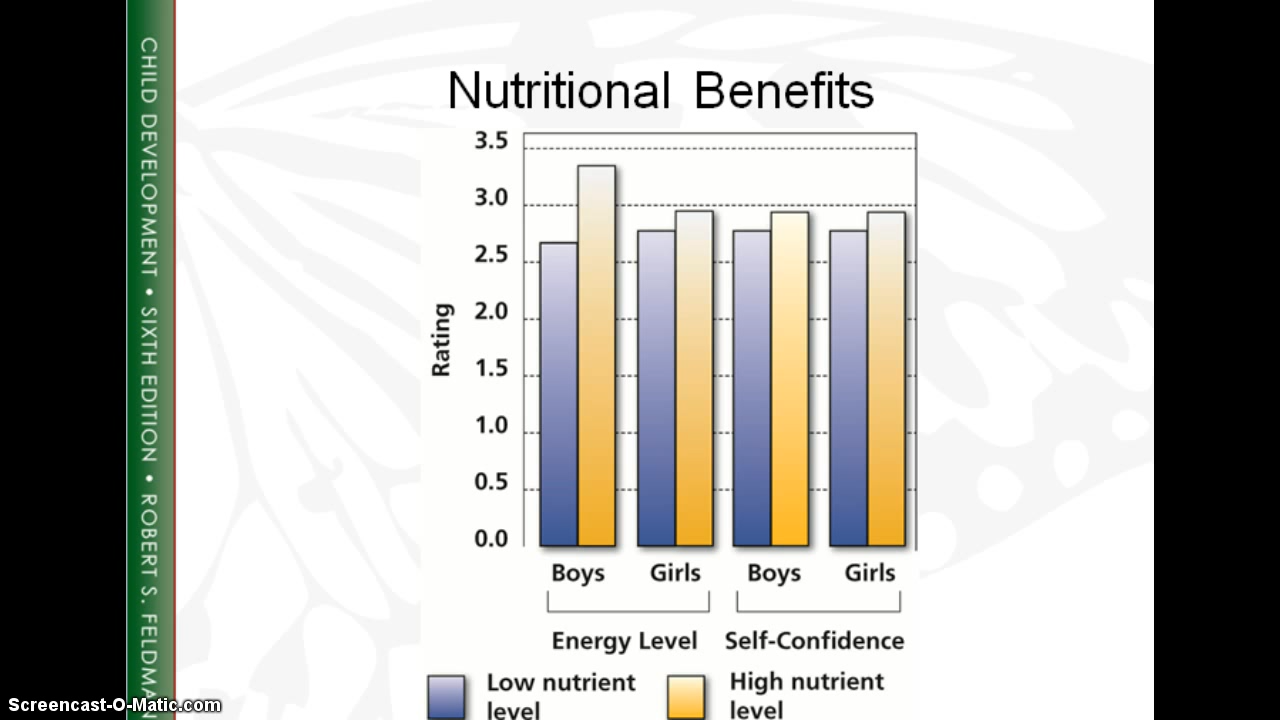 CHILD DEVELOPMENT • SIXTH EDITION • ROBERT S. FELDMAN
Nutritional Benefits
3.5
3.0
2.5
2.0
1.5
1.0
0.5
0.0
Rating
Boys Girls Boys Girls
Energy Level Self-Confidence
Low nutrient
level
High nutrient
level
Screencast-O-Matic.com